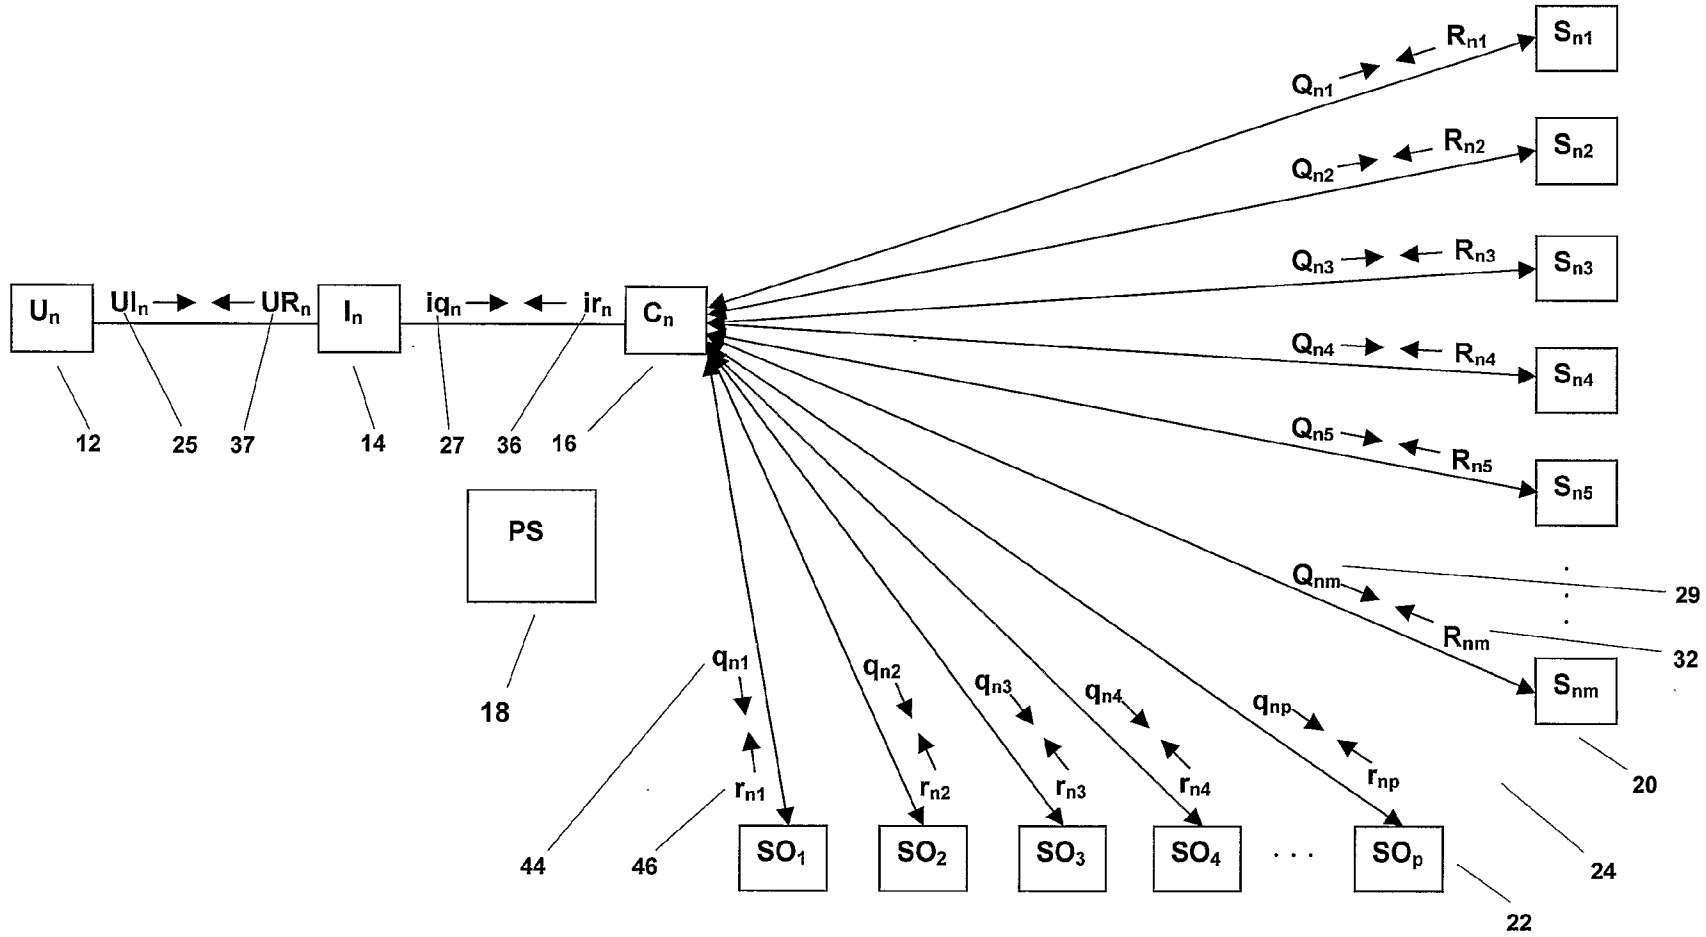 Rn1
Sn1
Qn1
Rn2
Sn2
Qn2
Rn3
Sn3
Qn3
Un
UIn
URn
In
iqn
irn
Cn
Qn4
Rn4
Sn4
12
25
37
14
27
36
16
Qn5
Rn5
Sn5
PS
Qnm
29
Rnm
32
Snm
18
qn1
qn2
qn3
qn4
qnp
rn1
rn2
rn3
rn4
rnp
20
44
46
SO1
SO2
SO3
SO4
. . .
SOp
24
22